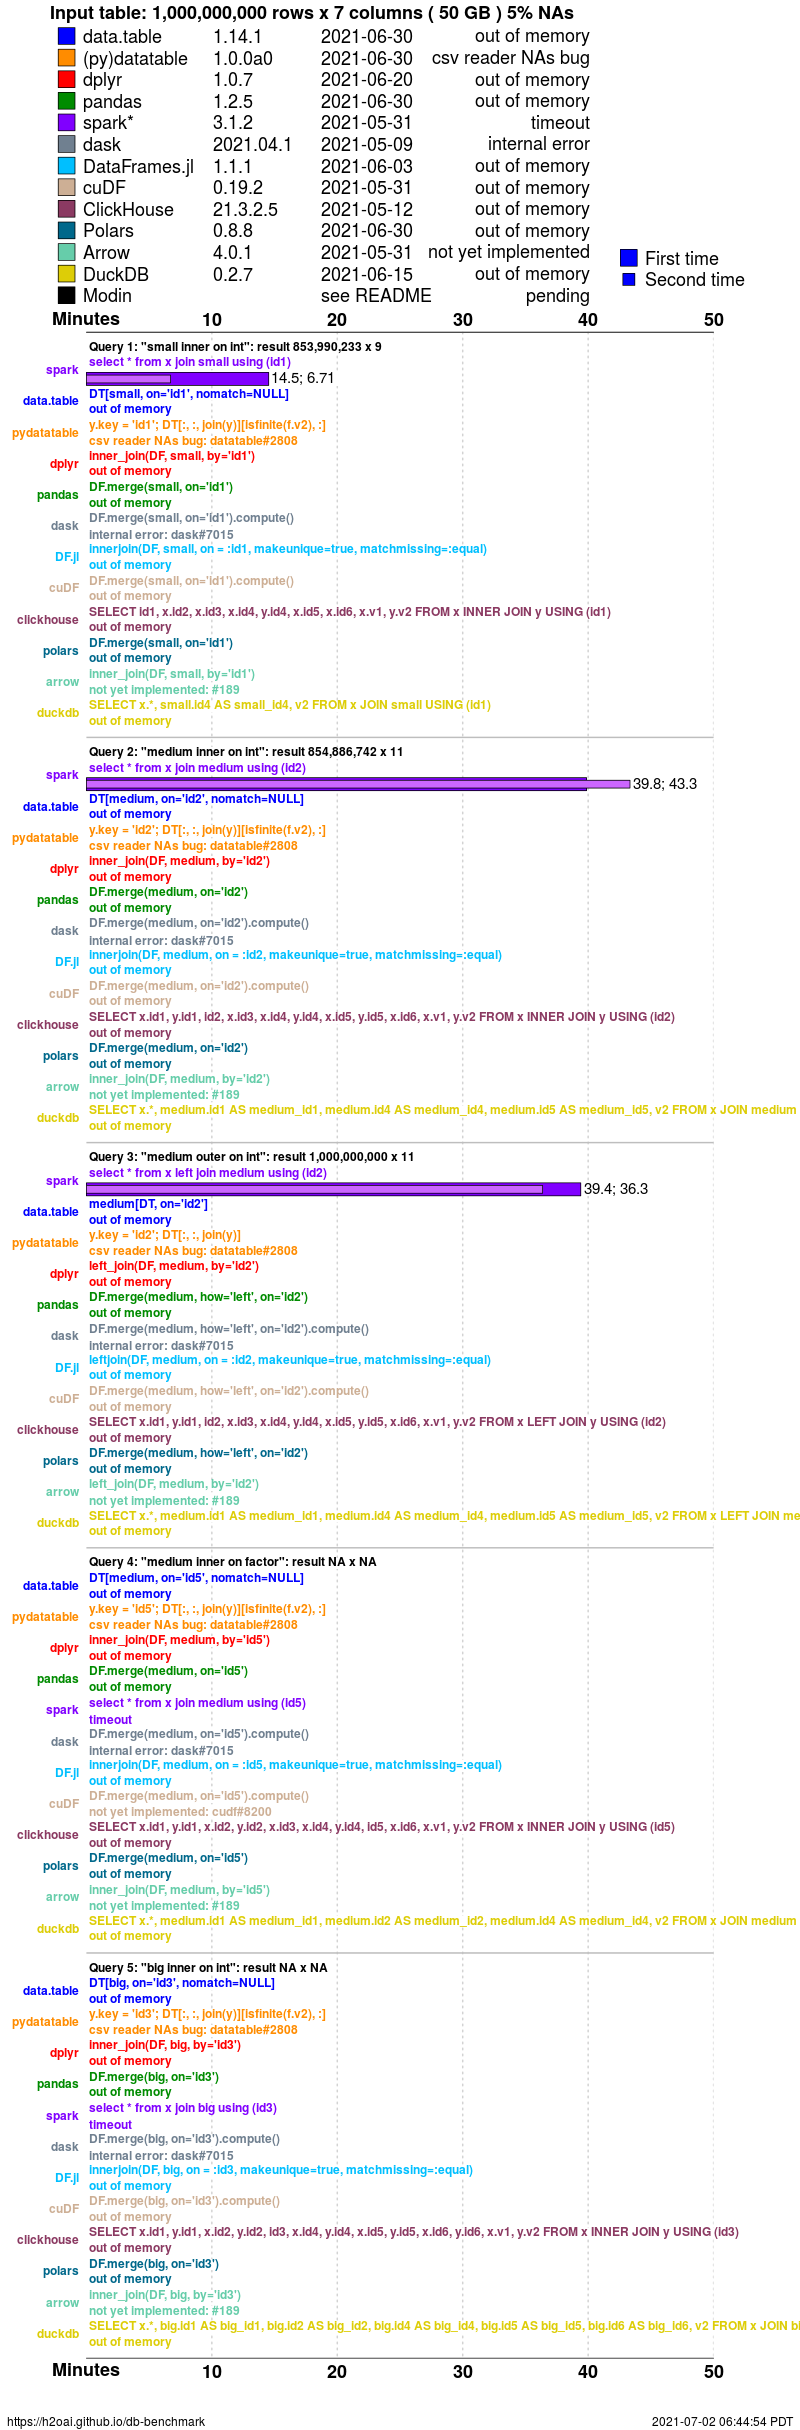 Input table: 1,000,000,000 rows x 7 columns ( 50 GB ) 5% NAs
data.table 1.14.1 2021-06-30 out of memory
(py)datatable 1.0.0a0 2021-06-30 csv reader NAs bug
dplyr 1.0.7 2021-06-20 out of memory
pandas 1.2.5 2021-06-30 out of memory
spark* 3.1.2 2021-05-31 timeout
dask 2021.04.1 2021-05-09 internal error
DataFrames.jl 1.1.1 2021-06-03 out of memory
cuDF 0.19.2 2021-05-31 out of memory
ClickHouse 21.3.2.5 2021-05-12 out of memory
Polars 0.8.8 2021-06-30 out of memory
Arrow 4.0.1 2021-05-31 not yet implemented
DuckDB 0.2.7 2021-06-15 out of memory
Modin see README pending
First time
Second time
Minutes 10 20 30 40 50
Query 1: "small inner on int": result 853,990,233 x 9
select * from x join small using (id1)
spark 14.5; 6.71
DT[small, on='id1', nomatch=NULL]
data.table
out of memory
y.key = 'id1'; DT[:, :, join(y)][isfinite(f.v2), :]
pydatatable
csv reader NAs bug: datatable#2808
inner_join(DF, small, by='id1')
dplyr
out of memory
DF.merge(small, on='id1')
pandas
out of memory
DF.merge(small, on='id1').compute()
dask
internal error: dask#7015
innerjoin(DF, small, on = :id1, makeunique=true, matchmissing=:equal)
DF.jl
out of memory
DF.merge(small, on='id1').compute()
cuDF
out of memory
SELECT id1, x.id2, x.id3, x.id4, y.id4, x.id5, x.id6, x.v1, y.v2 FROM x INNER JOIN y USING (id1)
clickhouse
out of memory
DF.merge(small, on='id1')
polars
out of memory
inner_join(DF, small, by='id1')
arrow
not yet implemented: #189
SELECT x.*, small.id4 AS small_id4, v2 FROM x JOIN small USING (id1)
duckdb
out of memory
Query 2: "medium inner on int": result 854,886,742 x 11
select * from x join medium using (id2)
spark 39.8; 43.3
DT[medium, on='id2', nomatch=NULL]
data.table
out of memory
y.key = 'id2'; DT[:, :, join(y)][isfinite(f.v2), :]
pydatatable
csv reader NAs bug: datatable#2808
inner_join(DF, medium, by='id2')
dplyr
out of memory
DF.merge(medium, on='id2')
pandas
out of memory
DF.merge(medium, on='id2').compute()
dask
internal error: dask#7015
innerjoin(DF, medium, on = :id2, makeunique=true, matchmissing=:equal)
DF.jl
out of memory
DF.merge(medium, on='id2').compute()
cuDF
out of memory
SELECT x.id1, y.id1, id2, x.id3, x.id4, y.id4, x.id5, y.id5, x.id6, x.v1, y.v2 FROM x INNER JOIN y USING (id2)
clickhouse
out of memory
DF.merge(medium, on='id2')
polars
out of memory
inner_join(DF, medium, by='id2')
arrow
not yet implemented: #189
SELECT x.*, medium.id1 AS medium_id1, medium.id4 AS medium_id4, medium.id5 AS medium_id5, v2 FROM x JOIN medium
duckdb
out of memory
Query 3: "medium outer on int": result 1,000,000,000 x 11
select * from x left join medium using (id2)
spark 39.4; 36.3
medium[DT, on='id2']
data.table
out of memory
y.key = 'id2'; DT[:, :, join(y)]
pydatatable
csv reader NAs bug: datatable#2808
left_join(DF, medium, by='id2')
dplyr
out of memory
DF.merge(medium, how='left', on='id2')
pandas
out of memory
DF.merge(medium, how='left', on='id2').compute()
dask
internal error: dask#7015
leftjoin(DF, medium, on = :id2, makeunique=true, matchmissing=:equal)
DF.jl
out of memory
DF.merge(medium, how='left', on='id2').compute()
cuDF
out of memory
SELECT x.id1, y.id1, id2, x.id3, x.id4, y.id4, x.id5, y.id5, x.id6, x.v1, y.v2 FROM x LEFT JOIN y USING (id2)
clickhouse
out of memory
DF.merge(medium, how='left', on='id2')
polars
out of memory
left_join(DF, medium, by='id2')
arrow
not yet implemented: #189
SELECT x.*, medium.id1 AS medium_id1, medium.id4 AS medium_id4, medium.id5 AS medium_id5, v2 FROM x LEFT JOIN me
duckdb
out of memory
Query 4: "medium inner on factor": result NA x NA
DT[medium, on='id5', nomatch=NULL]
data.table
out of memory
y.key = 'id5'; DT[:, :, join(y)][isfinite(f.v2), :]
pydatatable
csv reader NAs bug: datatable#2808
inner_join(DF, medium, by='id5')
dplyr
out of memory
DF.merge(medium, on='id5')
pandas
out of memory
select * from x join medium using (id5)
spark
timeout
DF.merge(medium, on='id5').compute()
dask
internal error: dask#7015
innerjoin(DF, medium, on = :id5, makeunique=true, matchmissing=:equal)
DF.jl
out of memory
DF.merge(medium, on='id5').compute()
cuDF
not yet implemented: cudf#8200
SELECT x.id1, y.id1, x.id2, y.id2, x.id3, x.id4, y.id4, id5, x.id6, x.v1, y.v2 FROM x INNER JOIN y USING (id5)
clickhouse
out of memory
DF.merge(medium, on='id5')
polars
out of memory
inner_join(DF, medium, by='id5')
arrow
not yet implemented: #189
SELECT x.*, medium.id1 AS medium_id1, medium.id2 AS medium_id2, medium.id4 AS medium_id4, v2 FROM x JOIN medium
duckdb
out of memory
Query 5: "big inner on int": result NA x NA
DT[big, on='id3', nomatch=NULL]
data.table
out of memory
y.key = 'id3'; DT[:, :, join(y)][isfinite(f.v2), :]
pydatatable
csv reader NAs bug: datatable#2808
inner_join(DF, big, by='id3')
dplyr
out of memory
DF.merge(big, on='id3')
pandas
out of memory
select * from x join big using (id3)
spark
timeout
DF.merge(big, on='id3').compute()
dask
internal error: dask#7015
innerjoin(DF, big, on = :id3, makeunique=true, matchmissing=:equal)
DF.jl
out of memory
DF.merge(big, on='id3').compute()
cuDF
out of memory
SELECT x.id1, y.id1, x.id2, y.id2, id3, x.id4, y.id4, x.id5, y.id5, x.id6, y.id6, x.v1, y.v2 FROM x INNER JOIN y USING (id3)
clickhouse
out of memory
DF.merge(big, on='id3')
polars
out of memory
inner_join(DF, big, by='id3')
arrow
not yet implemented: #189
SELECT x.*, big.id1 AS big_id1, big.id2 AS big_id2, big.id4 AS big_id4, big.id5 AS big_id5, big.id6 AS big_id6, v2 FROM x JOIN bi
duckdb
out of memory
Minutes 10 20 30 40 50
https://h2oai.github.io/db-benchmark 2021-07-02 06:44:54 PDT